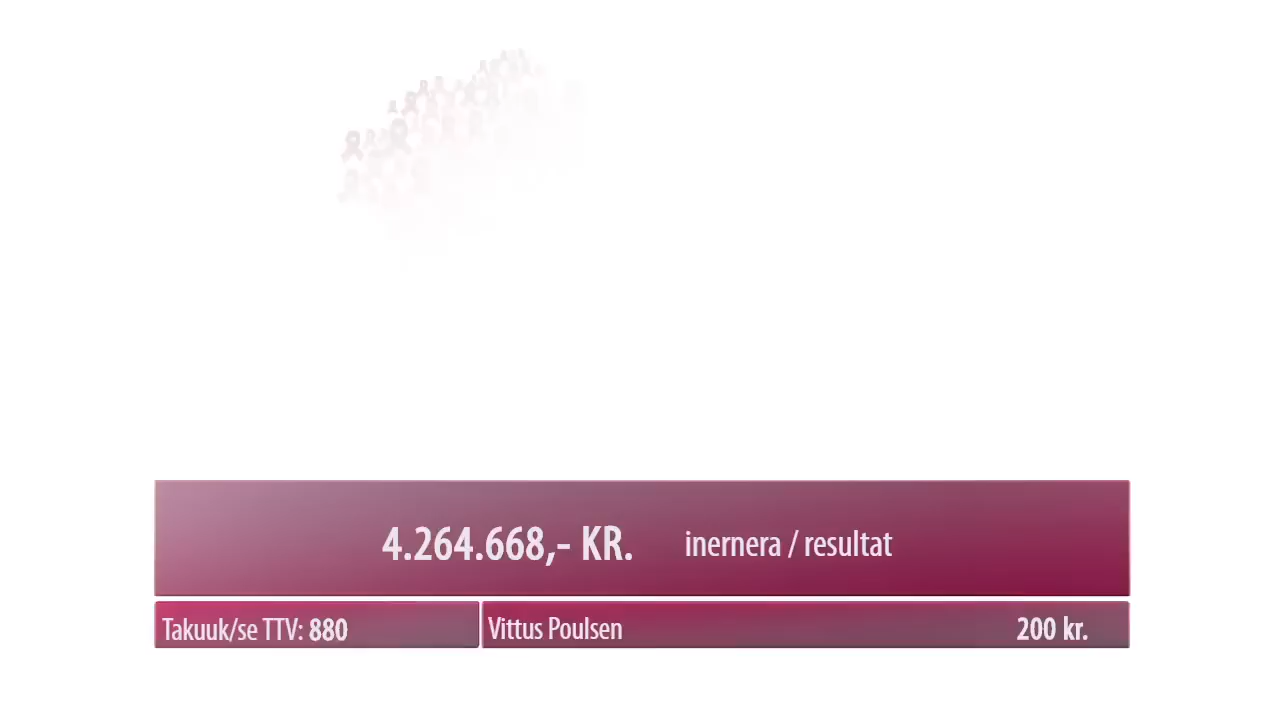 4.264.668,- KR. inernera / resultat
Takuuk/se TTV: 880 Vittus Poulsen 200 kr.